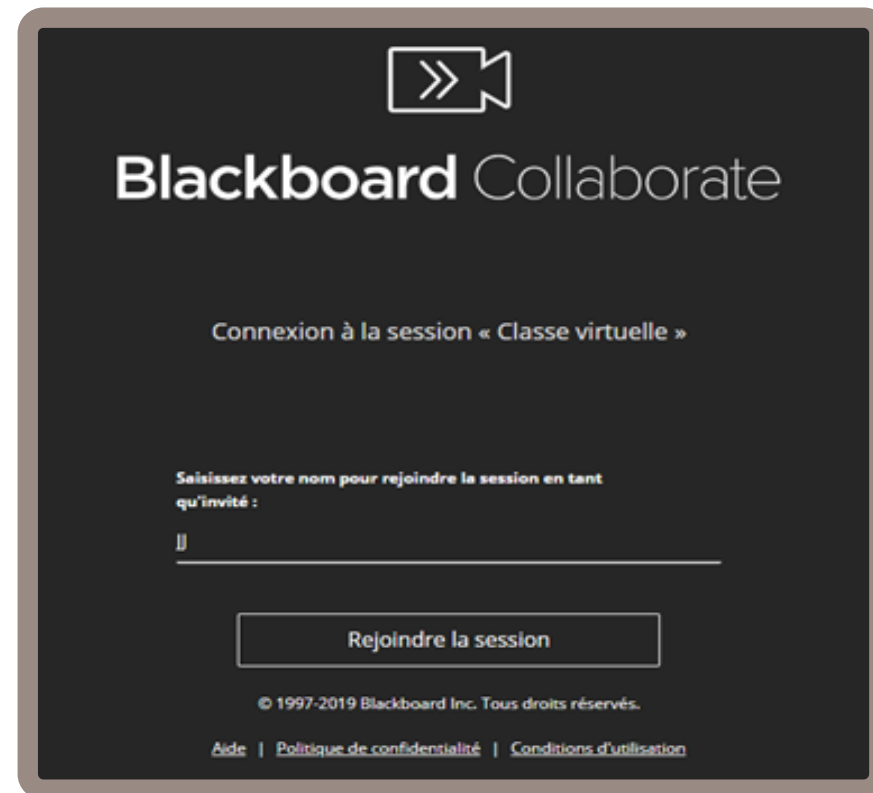 Blackboard Collaborate
Connexion à la session « Classe virtuelle »
Saisissez votre nom pour rejoindre la session en tant
qu'invité :
JJ
Rejoindre la session
© 1997-2019 Blackboard Inc. Tous droits réservés.
Aide | Politique de confidentialité | Conditions d'utilisation